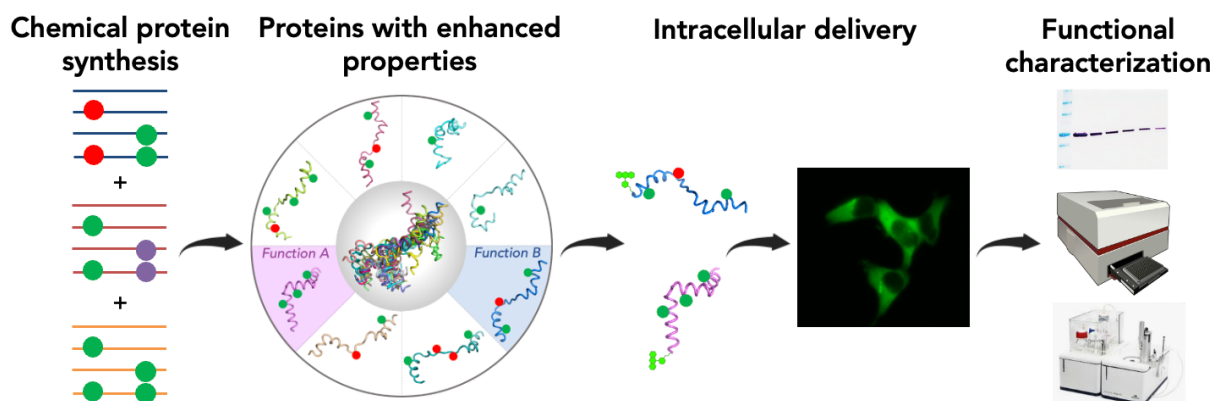 Chemical protein
synthesis
Proteins with enhanced
properties
Intracellular delivery
Functional
characterization
+
+
Function A
Function B